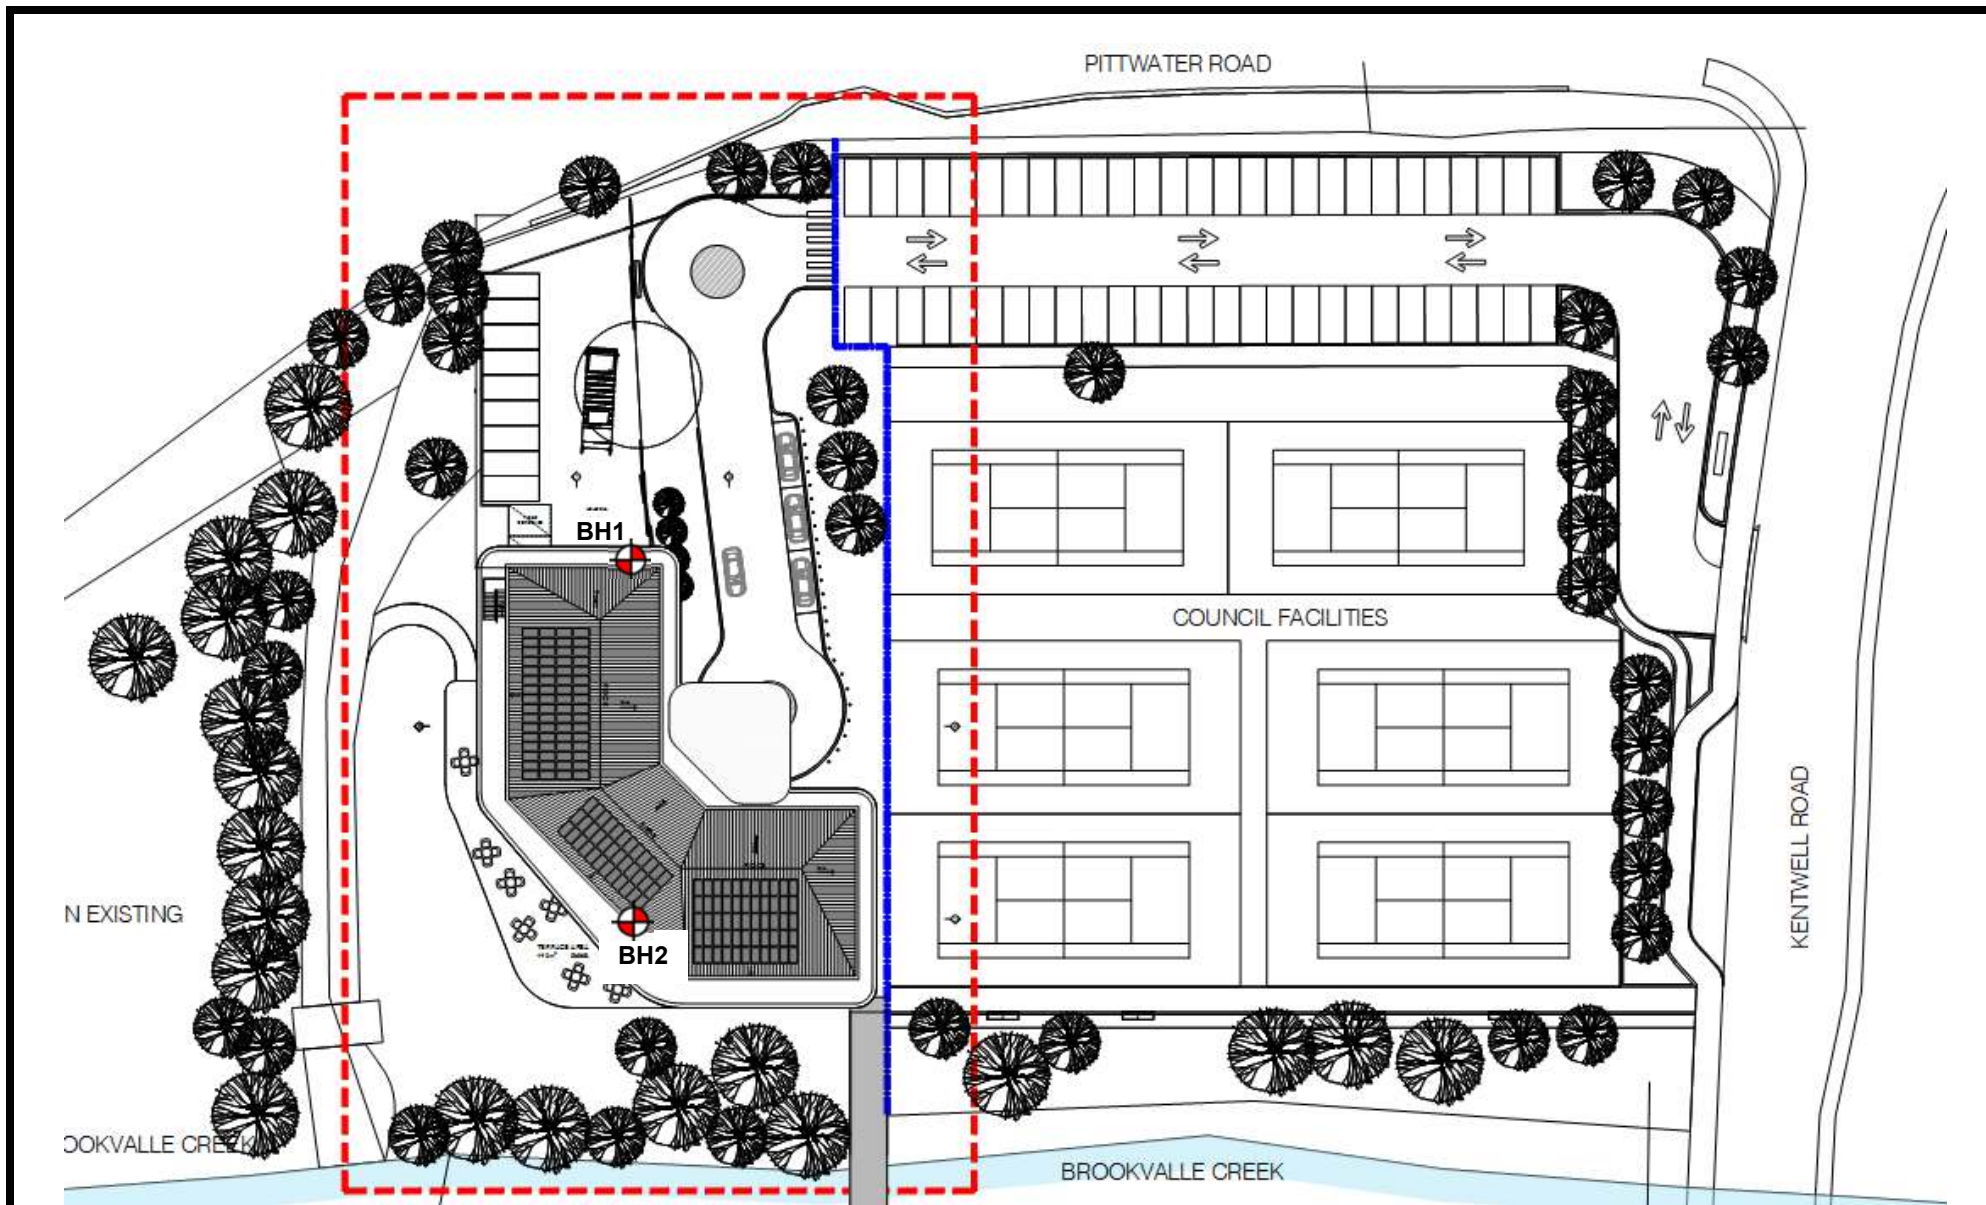 PITTWATER ROAD
BH1
COUNCIL FACILITIES
KENTWELL ROAD
N EXISTING
BH2
OOKVALLE CREEK
BROOKVALLE CREEK